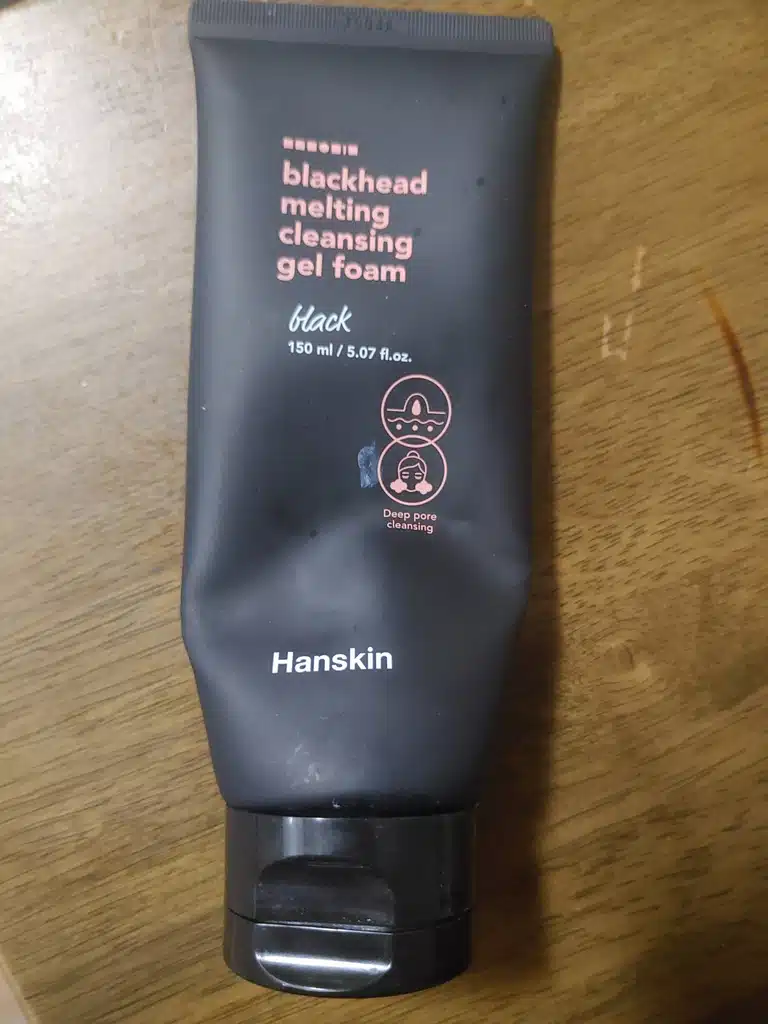 blackhead
melting
cleansing
gel foam
black
150 ml / 5.07 fl.oz.
Deep pore
cleansing
Hanskin